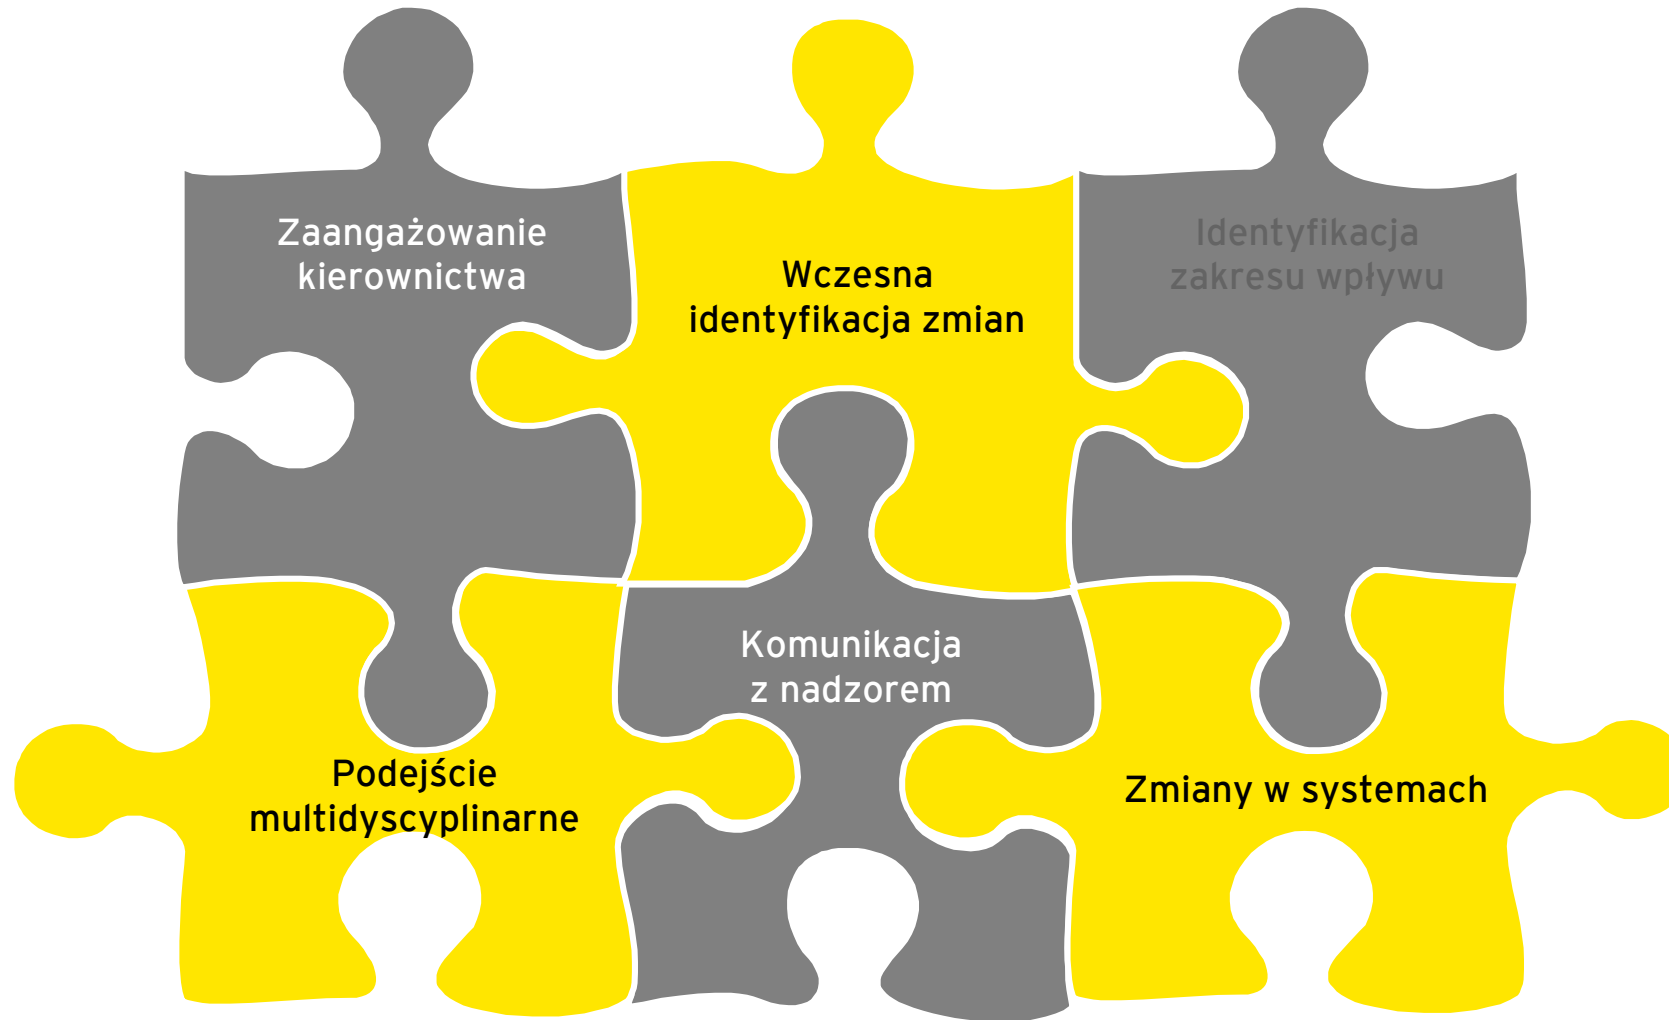 Zaangażowanie
kierownictwa
Wczesna
identyfikacja zmian
Identyfikacja
zakresu wpływu
Podejście
multidyscyplinarne
Komunikacja
z nadzorem
Zmiany w systemach